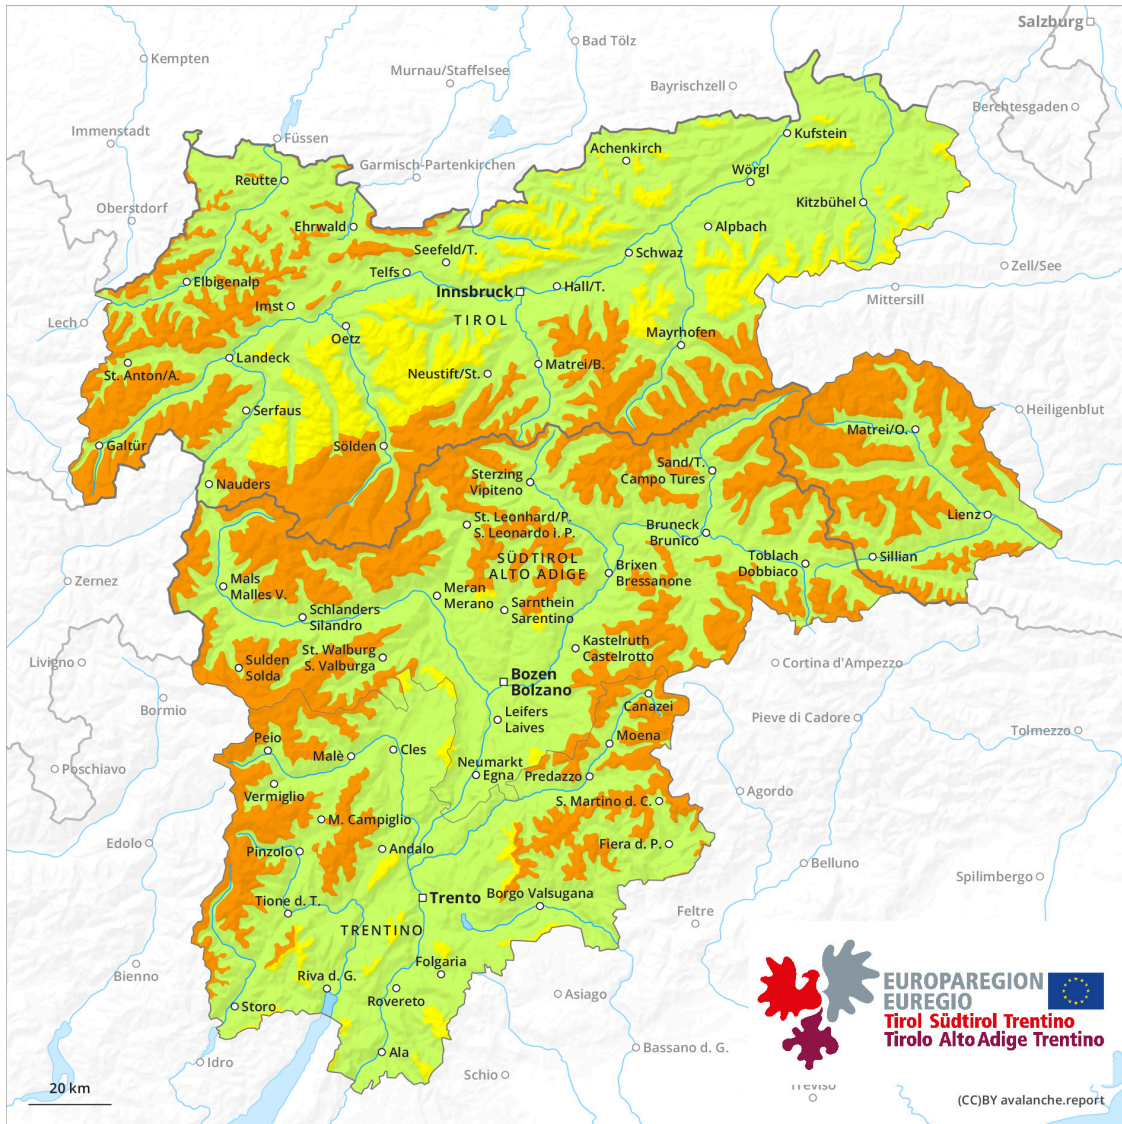 Salzburg
Bad Tölz
Kempten
Murnau/Staffelsee
Bayrischzell
Berchtesgaden
Immenstadt
Füssen
Kufstein
Achenkirch
Garmisch-Partenkirchen
Wörgl
Reutte
Kitzbühel
Oberstdorf
Ehrwald
Alpbach
Seefeld/T.
Schwaz
Zell/See
Telfs
Elbigenalp
Hall/T.
Innsbruck
Mittersill
Imst
TIROL
Lech
Oetz
Mayrhofen
Landeck
Matrei/B.
St. Anton/A.
Neustift/St.
Serfaus
Heiligenblut
Matrei/O.
Galtür
Sölden
Sand/T.
Campo Tures
Sterzing
Vipiteno
Nauders
St. Leonhard/P.
S. Leonardo i. P.
Lienz
Bruneck
Brunico
SÜDTIROL
ALTO ADIGE
Toblach
Dobbiaco
Sillian
Brixen
Bressanone
Zernez
Mals
Malles V.
Meran
Merano
Sarnthein
Sarentino
Schlanders
Silandro
Kastelruth
Castelrotto
St. Walburg
S. Valburga
Livigno
Sulden
Solda
Cortina d'Ampezzo
Bozen
Bolzano
Bormio
Canazei
Leifers
Laives
Pieve di Cadore
Tolmezzo
Peio
Moena
Cles
Malè
Neumarkt
Egna
Poschiavo
Predazzo
Vermiglio
Agordo
S. Martino d. C.
M. Campiglio
Edolo
Pinzolo
Andalo
Fiera d. P.
Belluno
Spilimbergo
Trento
Borgo Valsugana
Tione d. T.
Feltre
TRENTINO
Folgaria
Bienno
Riva d. G.
EUROPAREGION
EUREGIO
Rovereto
Asiago
Storo
Tirol Südtirol Trentino
Tirolo Alto Adige Trentino
Ala
Bassano d. G.
Idro
Schio
Treviso
20 km
(CC)BY avalanche.report